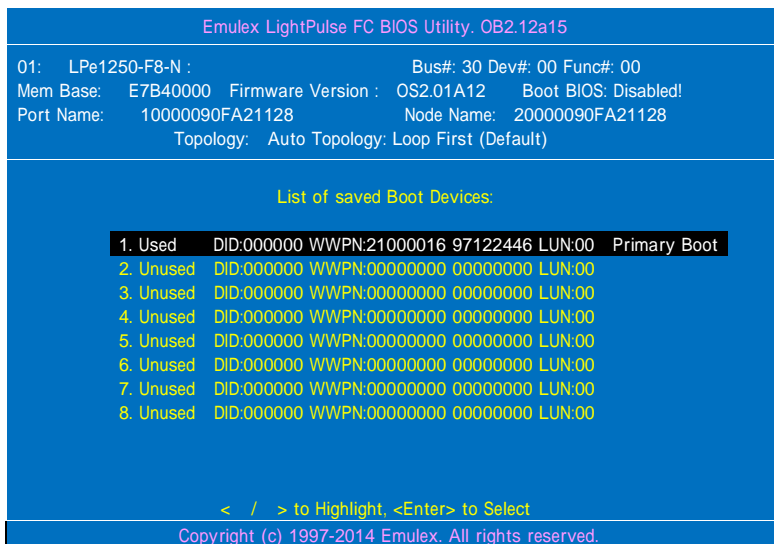 Emulex LightPulse FC BIOS Utility. OB2.12a15
01: LPe1250-F8-N : Bus#: 30 Dev#: 00 Func#: 00
Mem Base: E7B40000 Firmware Version : OS2.01A12 Boot BIOS: Disabled!
Port Name: 10000090FA21128 Node Name: 20000090FA21128
Topology: Auto Topology: Loop First (Default)
List of saved Boot Devices:
1. Used DID:000000 WWPN:21000016 97122446 LUN:00 Primary Boot
2. Unused DID:000000 WWPN:00000000 00000000 LUN:00
3. Unused DID:000000 WWPN:00000000 00000000 LUN:00
4. Unused DID:000000 WWPN:00000000 00000000 LUN:00
5. Unused DID:000000 WWPN:00000000 00000000 LUN:00
6. Unused DID:000000 WWPN:00000000 00000000 LUN:00
7. Unused DID:000000 WWPN:00000000 00000000 LUN:00
8. Unused DID:000000 WWPN:00000000 00000000 LUN:00
< / > to Highlight, <Enter> to Select
Copyright (c) 1997-2014 Emulex. All rights reserved.